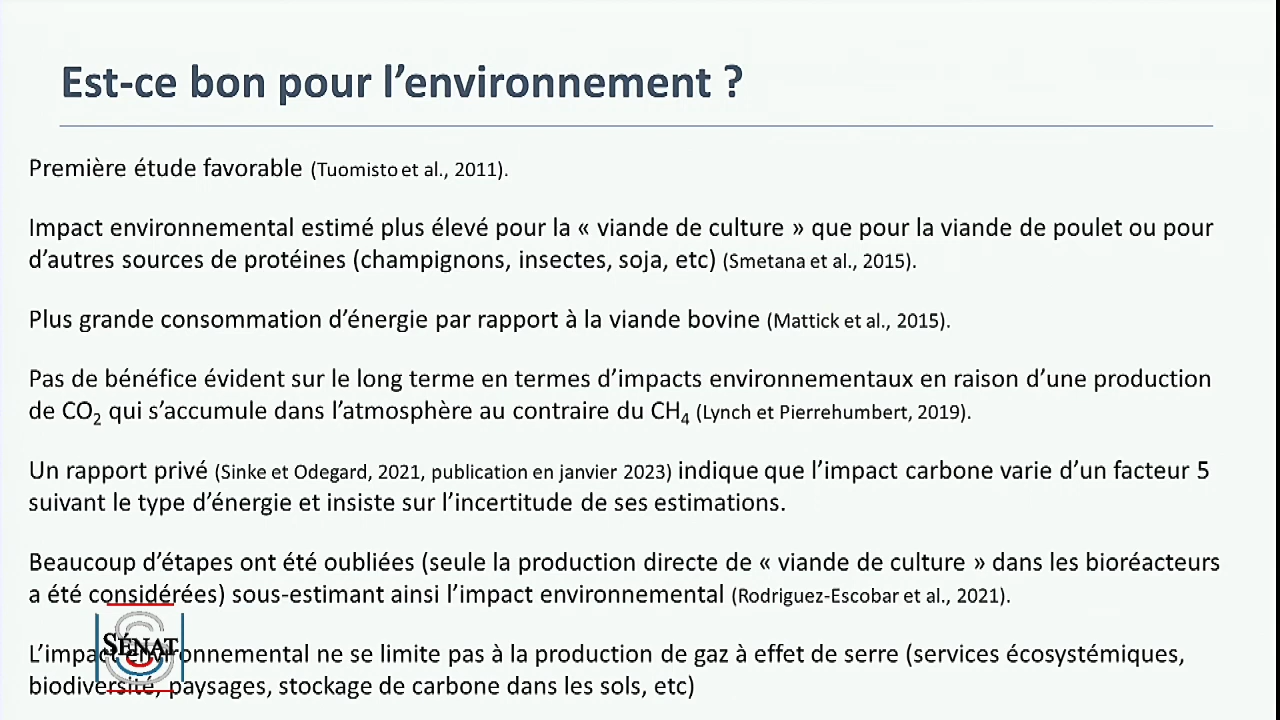 Est-ce bon pour l’environnement ?
Première étude favorable (Tuomisto et al., 2011).
Impact environnemental estimé plus élevé pour la « viande de culture » que pour la viande de poulet ou pour
d’autres sources de protéines (champignons, insectes, soja, etc) (Smetana et al., 2015).
Plus grande consommation d’énergie par rapport à la viande bovine (Mattick et al., 2015).
Pas de bénéfice évident sur le long terme en termes d’impacts environnementaux en raison d’une production
de CO₂ qui s’accumule dans l’atmosphère au contraire du CH₄ (Lynch et Pierrehumbert, 2019).
Un rapport privé (Sinke et Odegard, 2021, publication en janvier 2023) indique que l’impact carbone varie d’un facteur 5
suivant le type d’énergie et insiste sur l’incertitude de ses estimations.
Beaucoup d’étapes ont été oubliées (seule la production directe de « viande de culture » dans les bioréacteurs
a été considérées) sous-estimant ainsi l’impact environnemental (Rodriguez-Escobar et al., 2021).
L’impact environnemental ne se limite pas à la production de gaz à effet de serre (services écosystémiques,
biodiversité, paysages, stockage de carbone dans les sols, etc)
SÉNAT